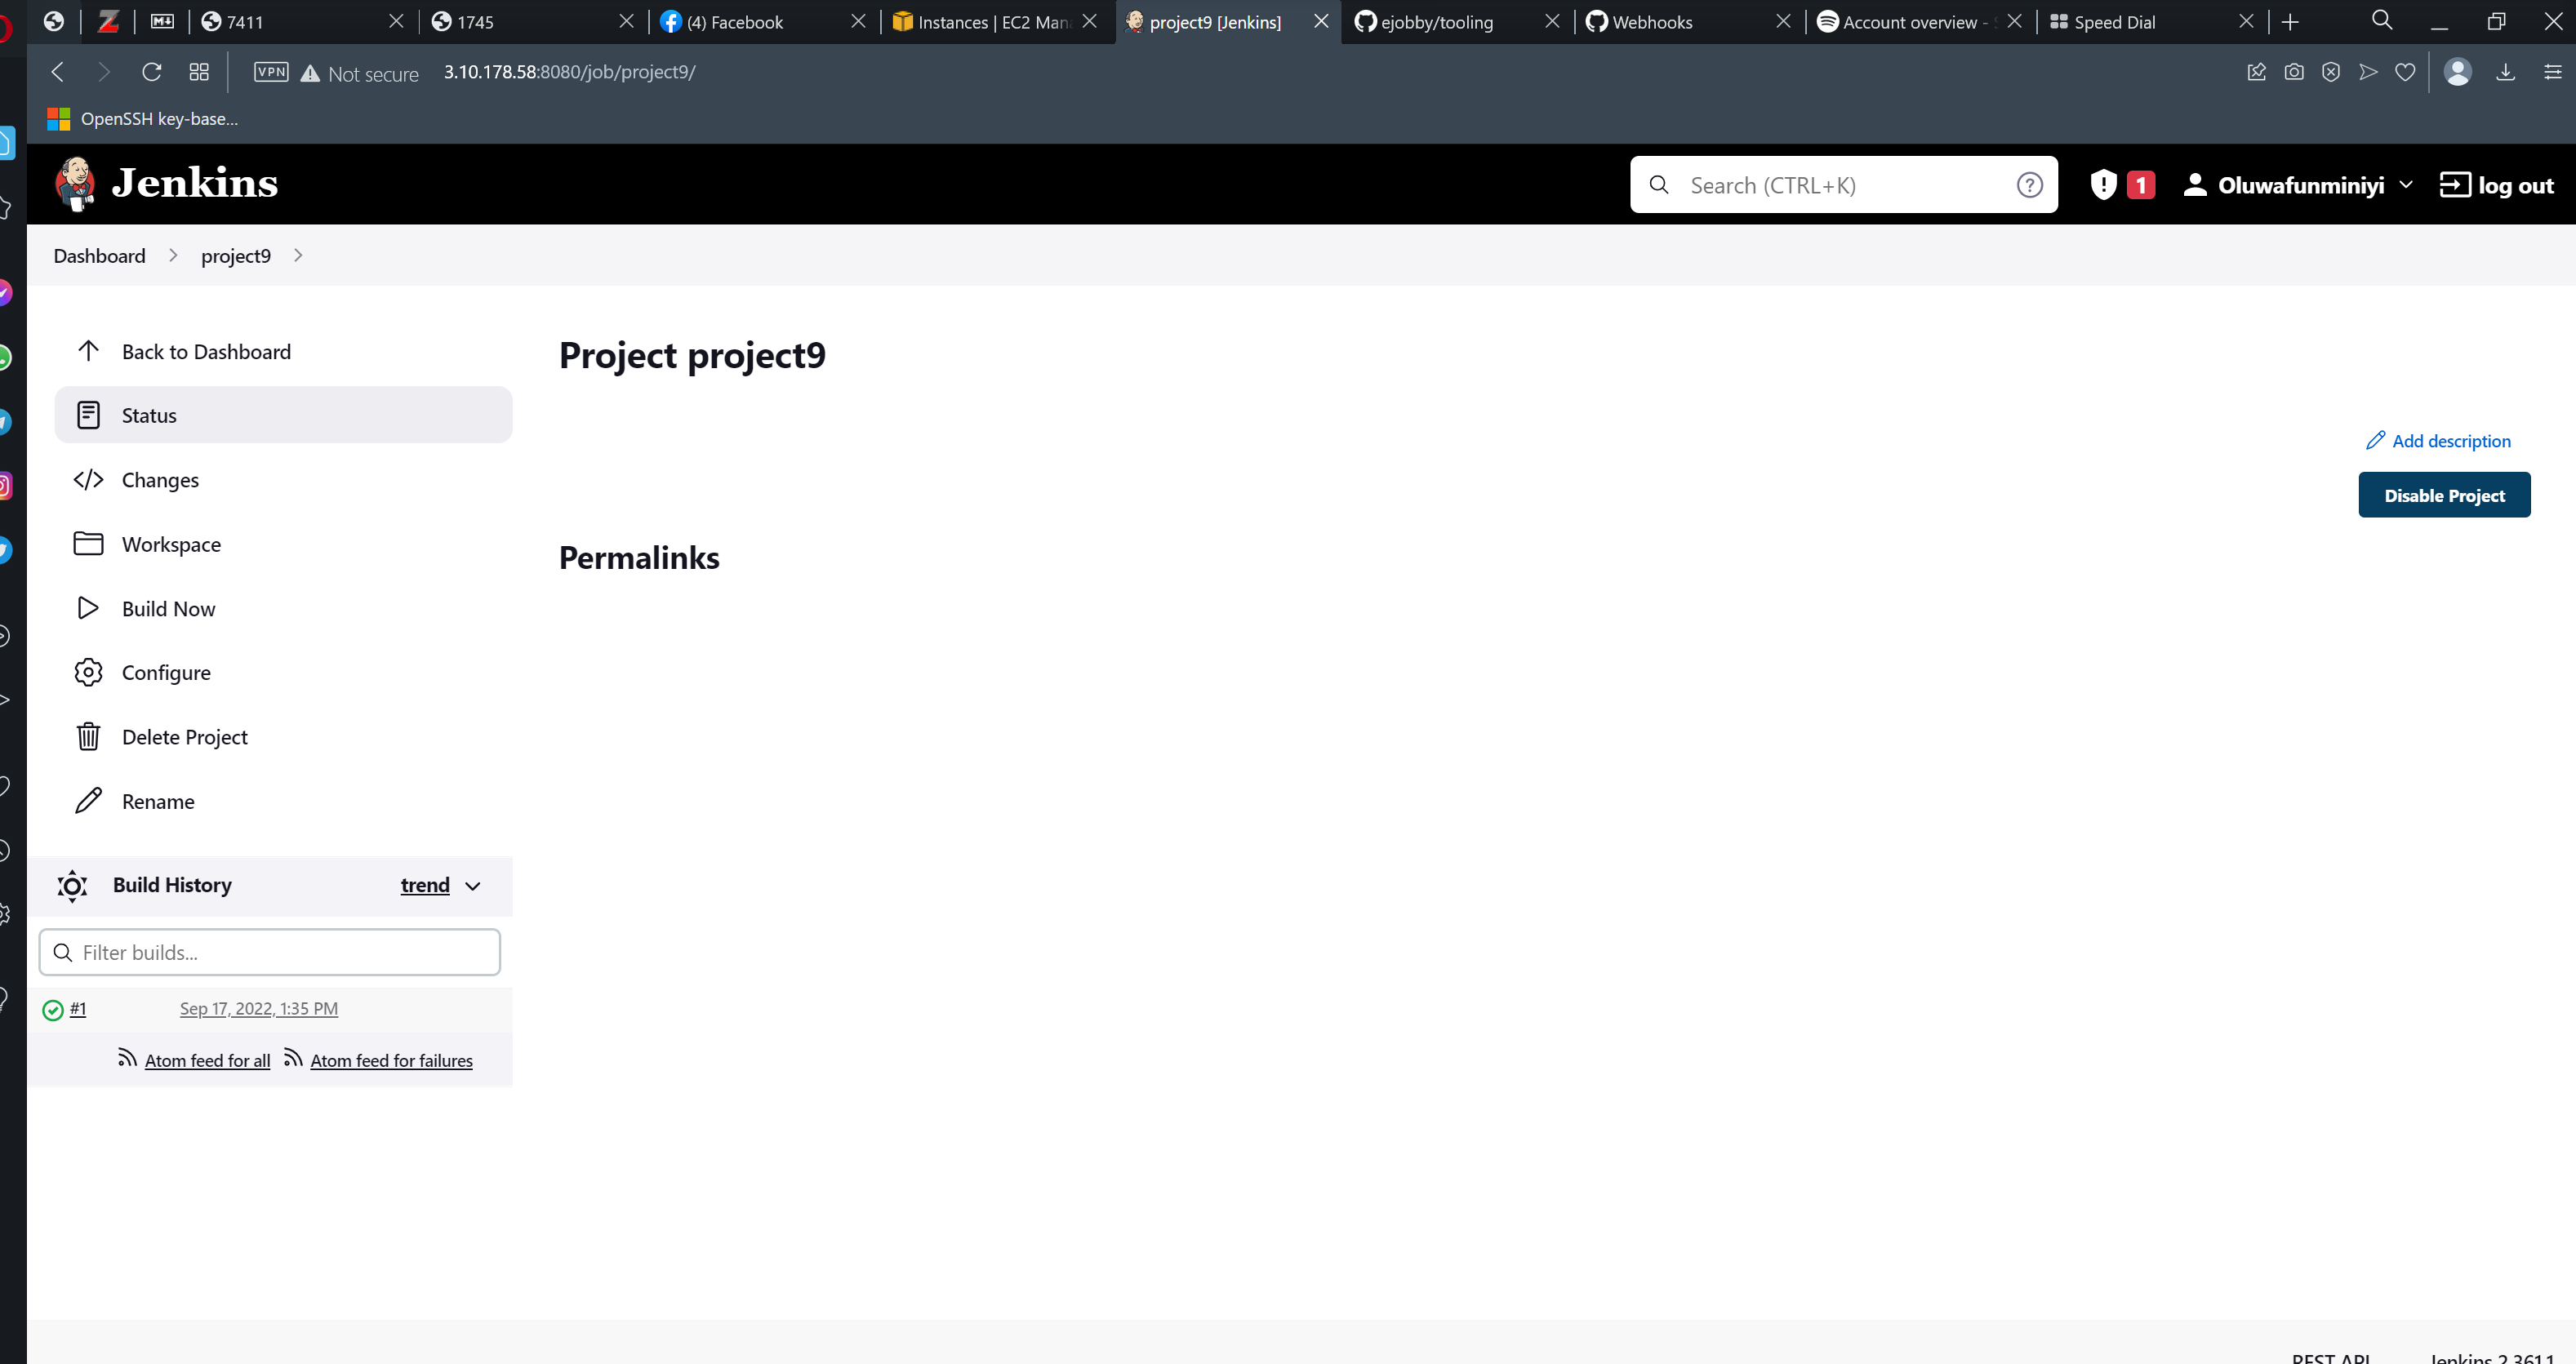 7411
1745
(4) Facebook
Instances | EC2 Man
project9 [Jenkins]
ejobby/tooling
Webhooks
Account overview -
Speed Dial
VPN
Not secure
3.10.178.58:8080/job/project9/
OpenSSH key-base...
Jenkins
Search (CTRL+K)
1
Oluwafunminiyi
log out
Dashboard
project9
Back to Dashboard
Status
Changes
Workspace
Build Now
Configure
Delete Project
Rename
Project project9
Add description
Disable Project
Permalinks
Build History
trend
Filter builds...
#1
Sep 17, 2022, 1:35 PM
Atom feed for all
Atom feed for failures
REST API
Jenkins 2.361.1